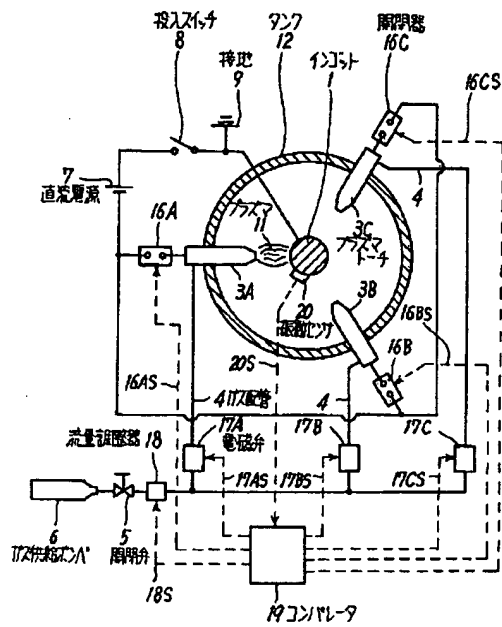 投入スイッチ
8
接地
9
タンク
12
インゴット
1
開閉器
16C
16CS
7
直流電源
16A
プラズマ
11
3A
3C
プラズマ
トーチ
4
3B
20
振動センサ
20S
16BS
16B
16AS
4 ガス配管
17A
電磁弁
4
17B
17C
流量調整器
18
17AS
17BS
17CS
6
ガス供給ボンベ
5
開閉弁
18S
19 コンパレータ